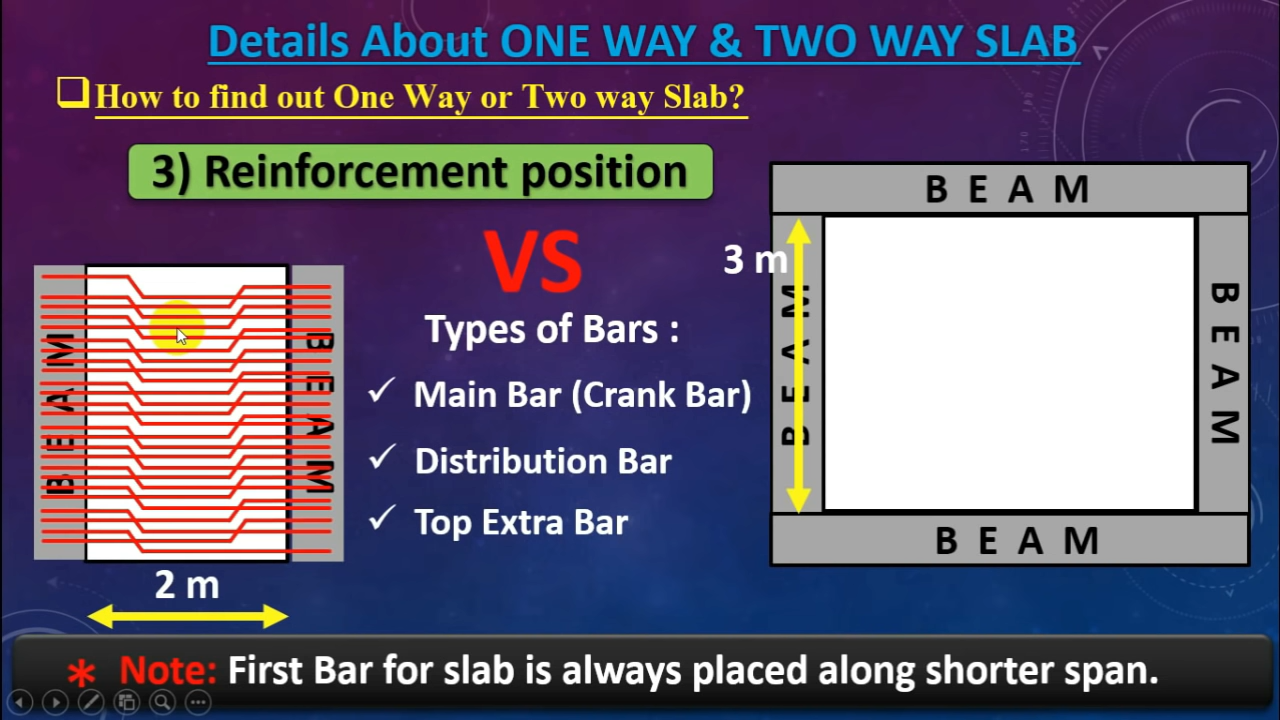 Details About ONE WAY & TWO WAY SLAB
How to find out One Way or Two way Slab?
3) Reinforcement position
VS
Types of Bars :
✓ Main Bar (Crank Bar)
✓ Distribution Bar
✓ Top Extra Bar
BEAM
BEAM
2 m
BEAM
3 m
BEAM
BEAM
BEAM
* Note: First Bar for slab is always placed along shorter span.